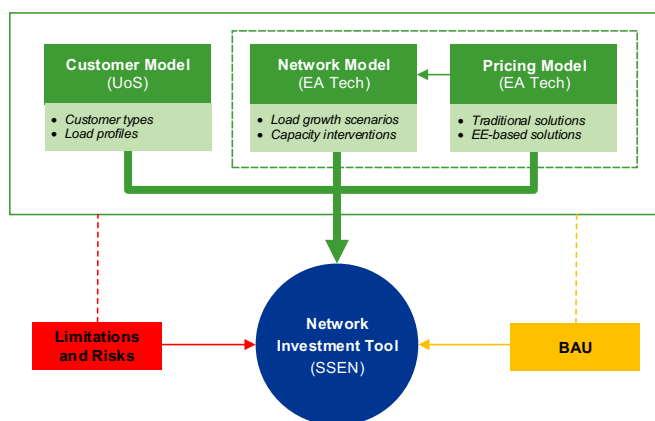 Customer Model
(UoS)
• Customer types
• Load profiles
Network Model
(EA Tech)
• Load growth scenarios
• Capacity interventions
Pricing Model
(EA Tech)
• Traditional solutions
• EE-based solutions
Limitations
and Risks
Network
Investment Tool
(SSEN)
BAU